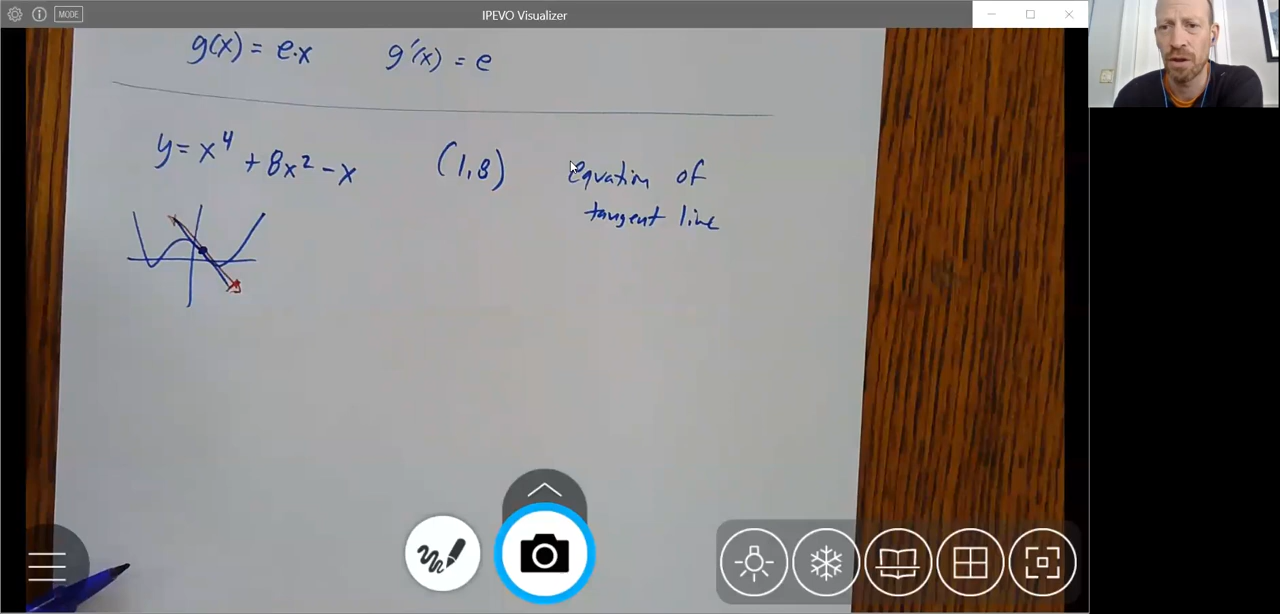 MODE
IPEVO Visualizer
g(x) = e·x g'(x) = e
y = x⁴ + 8x² - x (1,8) Equation of
tangent line